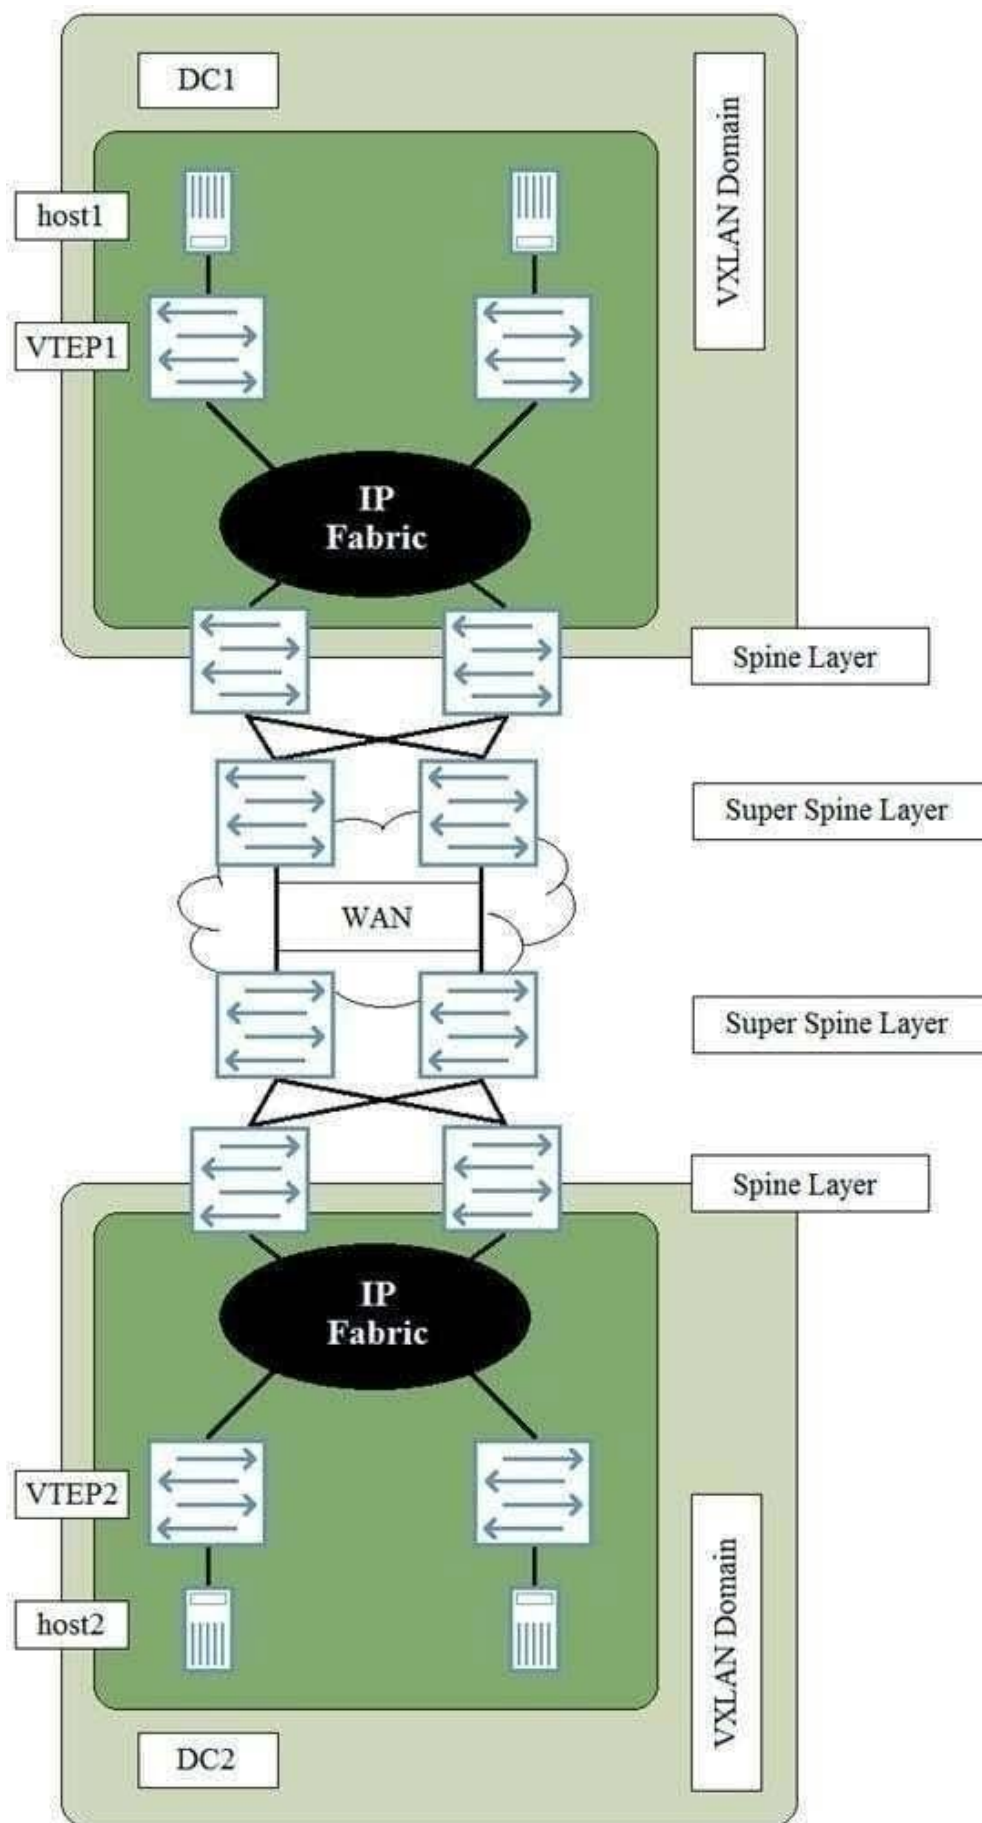 DC1
VXLAN Domain
host1
VTEP1
IP
Fabric
Spine Layer
Super Spine Layer
WAN
Super Spine Layer
Spine Layer
IP
Fabric
VTEP2
host2
VXLAN Domain
DC2